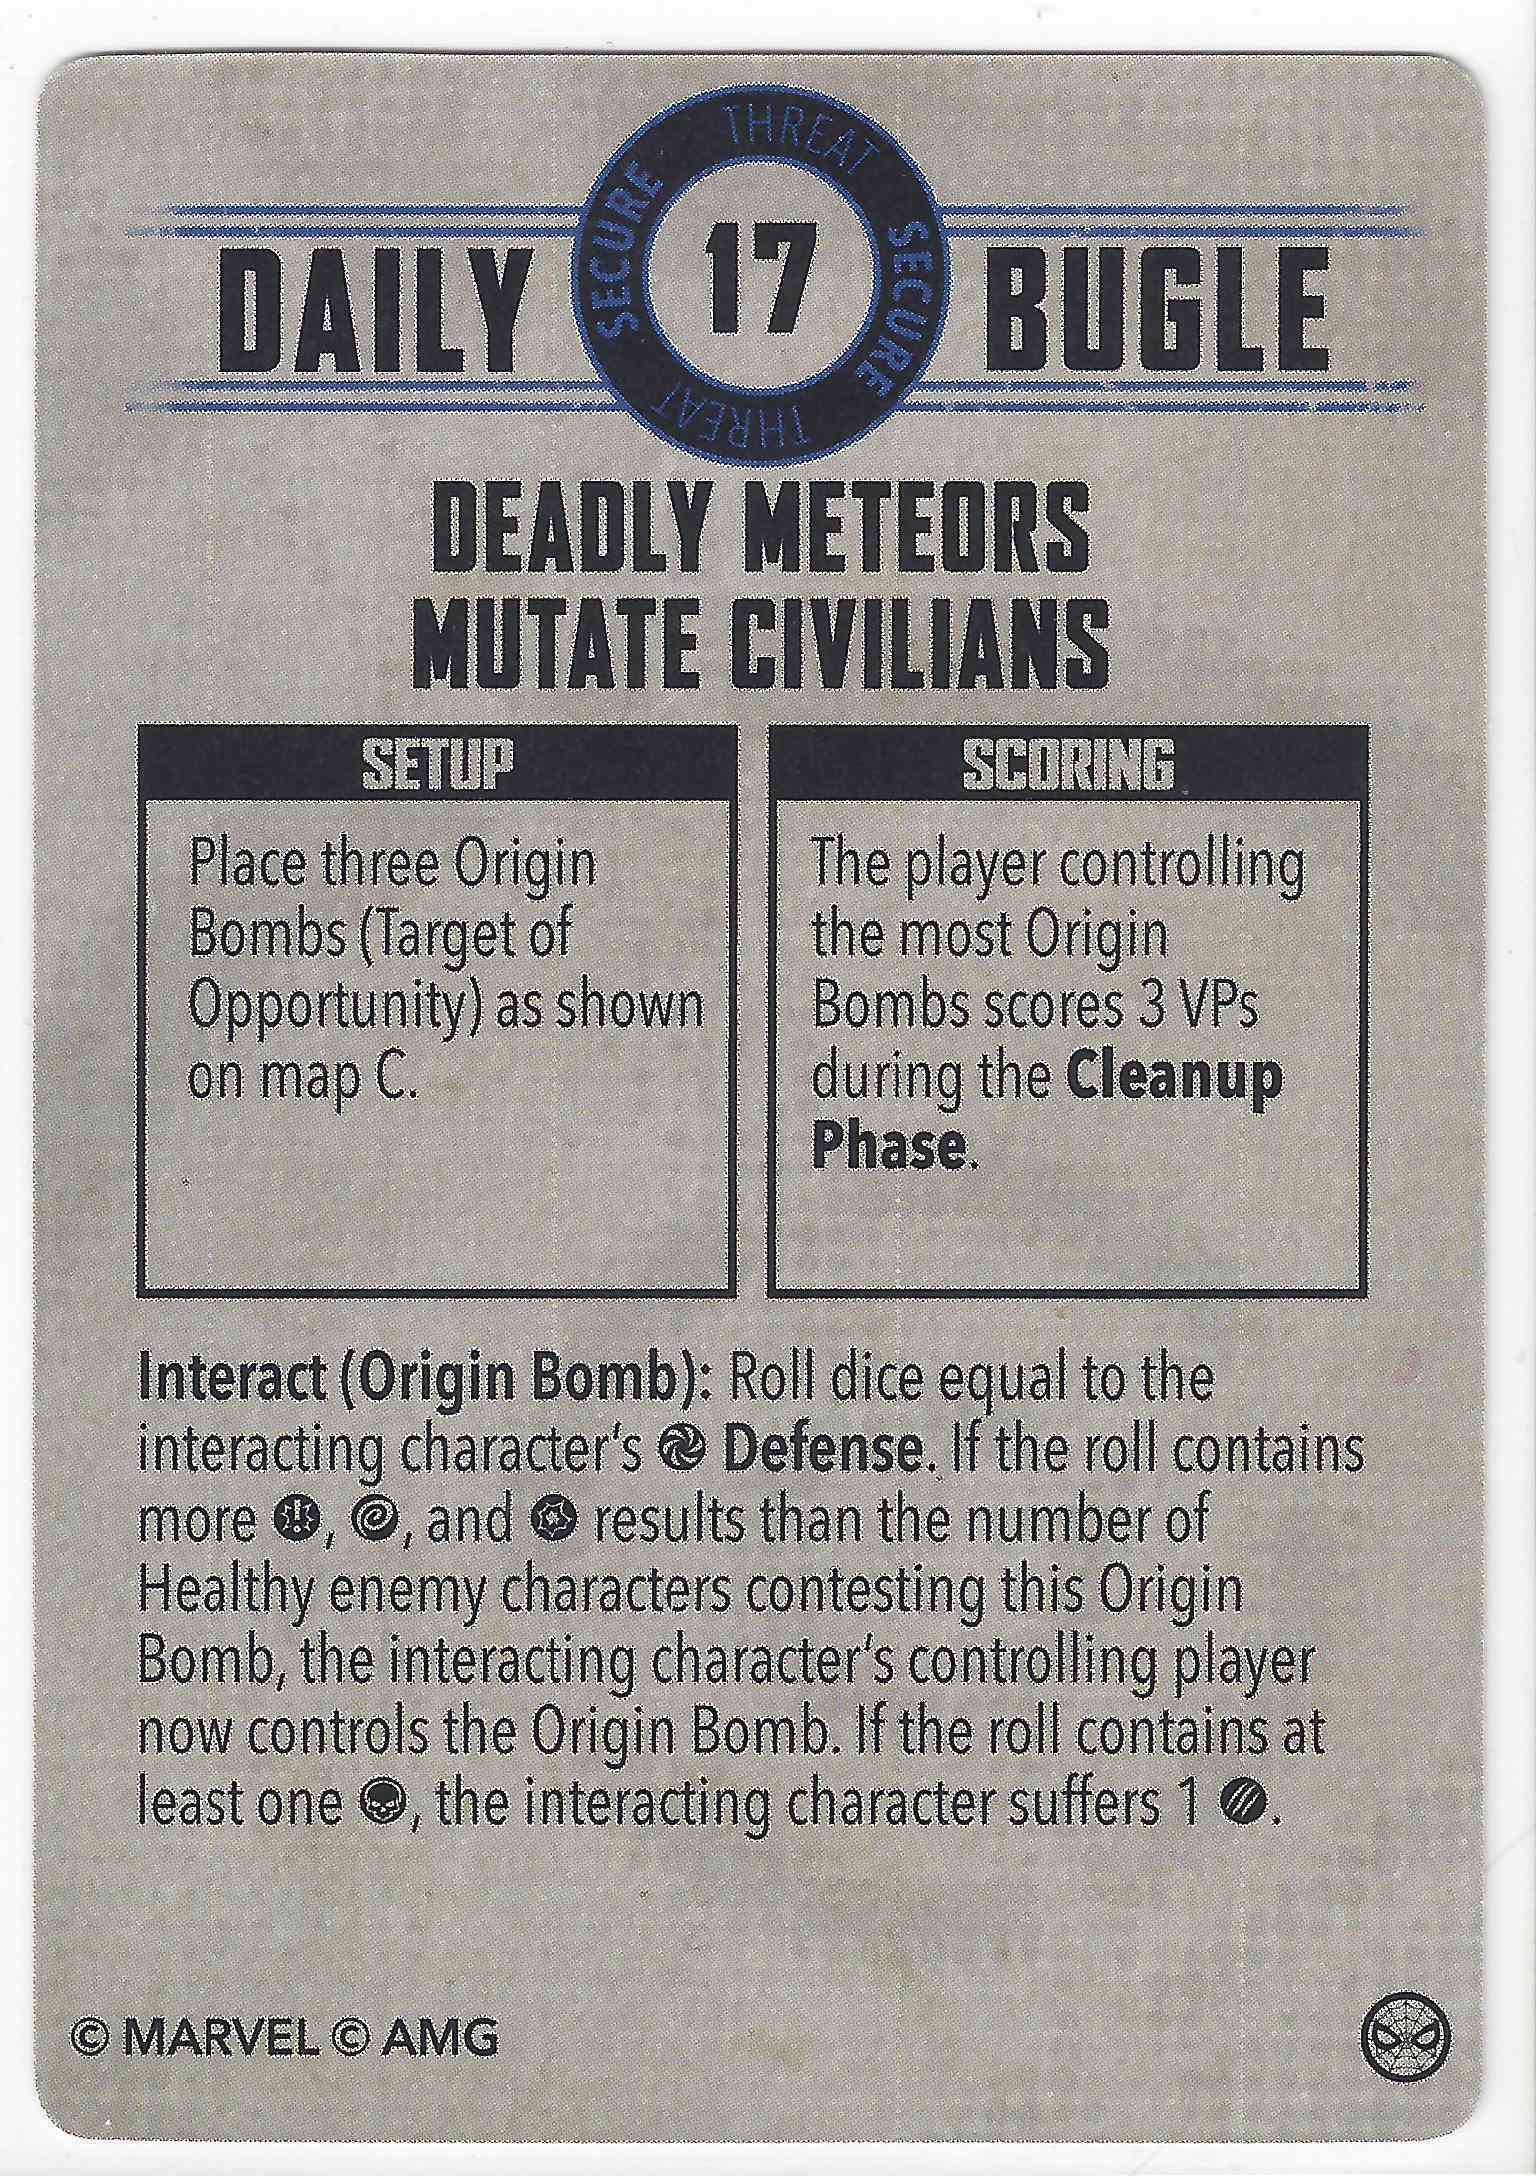 THREAT
SECURE
SECURE
THREAT
DAILY 17 BUGLE
DEADLY METEORS
MUTATE CIVILIANS
SETUP
Place three Origin
Bombs (Target of
Opportunity) as shown
on map C.
SCORING
The player controlling
the most Origin
Bombs scores 3 VPs
during the Cleanup
Phase.
Interact (Origin Bomb): Roll dice equal to the
interacting character's Defense. If the roll contains
more , , and results than the number of
Healthy enemy characters contesting this Origin
Bomb, the interacting character's controlling player
now controls the Origin Bomb. If the roll contains at
least one , the interacting character suffers 1 .
© MARVEL © AMG